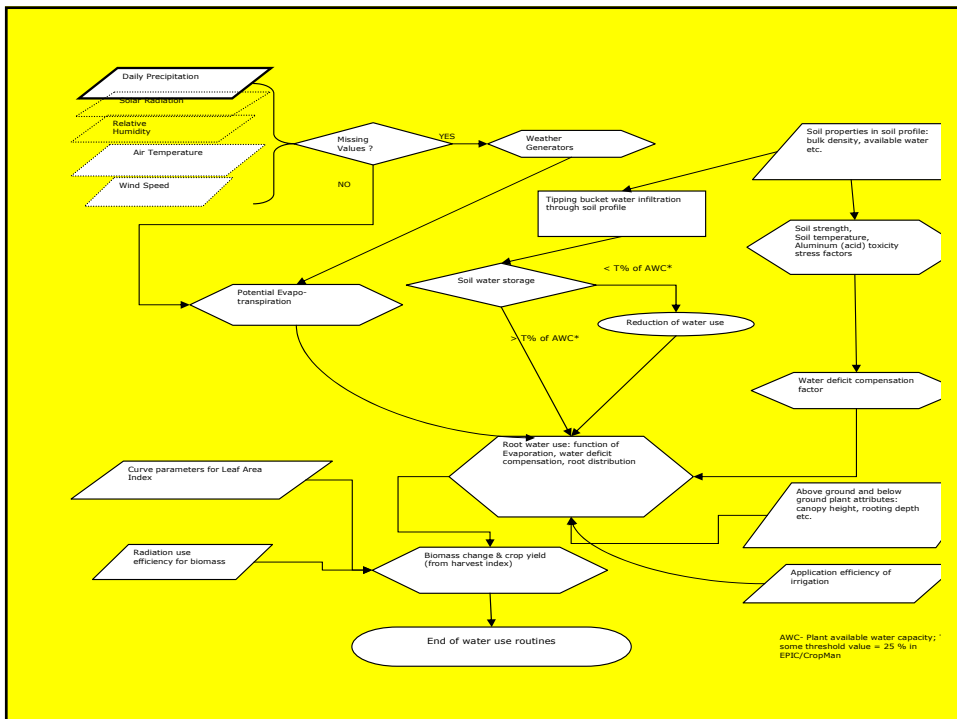 Daily Precipitation
Solar Radiation
Relative
Humidity
Air Temperature
Wind Speed
Missing
Values ?
YES
NO
Weather
Generators
Soil properties in soil profile:
bulk density, available water
etc.
Tipping bucket water infiltration
through soil profile
Soil strength,
Soil temperature,
Aluminum (acid) toxicity
stress factors
Soil water storage
< T% of AWC*
Potential Evapo-
transpiration
Reduction of water use
> T% of AWC*
Water deficit compensation
factor
Root water use: function of
Evaporation, water deficit
compensation, root distribution
Curve parameters for Leaf Area
Index
Above ground and below
ground plant attributes:
canopy height, rooting depth
etc.
Radiation use
efficiency for biomass
Biomass change & crop yield
(from harvest index)
Application efficiency of
irrigation
End of water use routines
AWC- Plant available water capacity;
some threshold value = 25 % in
EPIC/CropMan